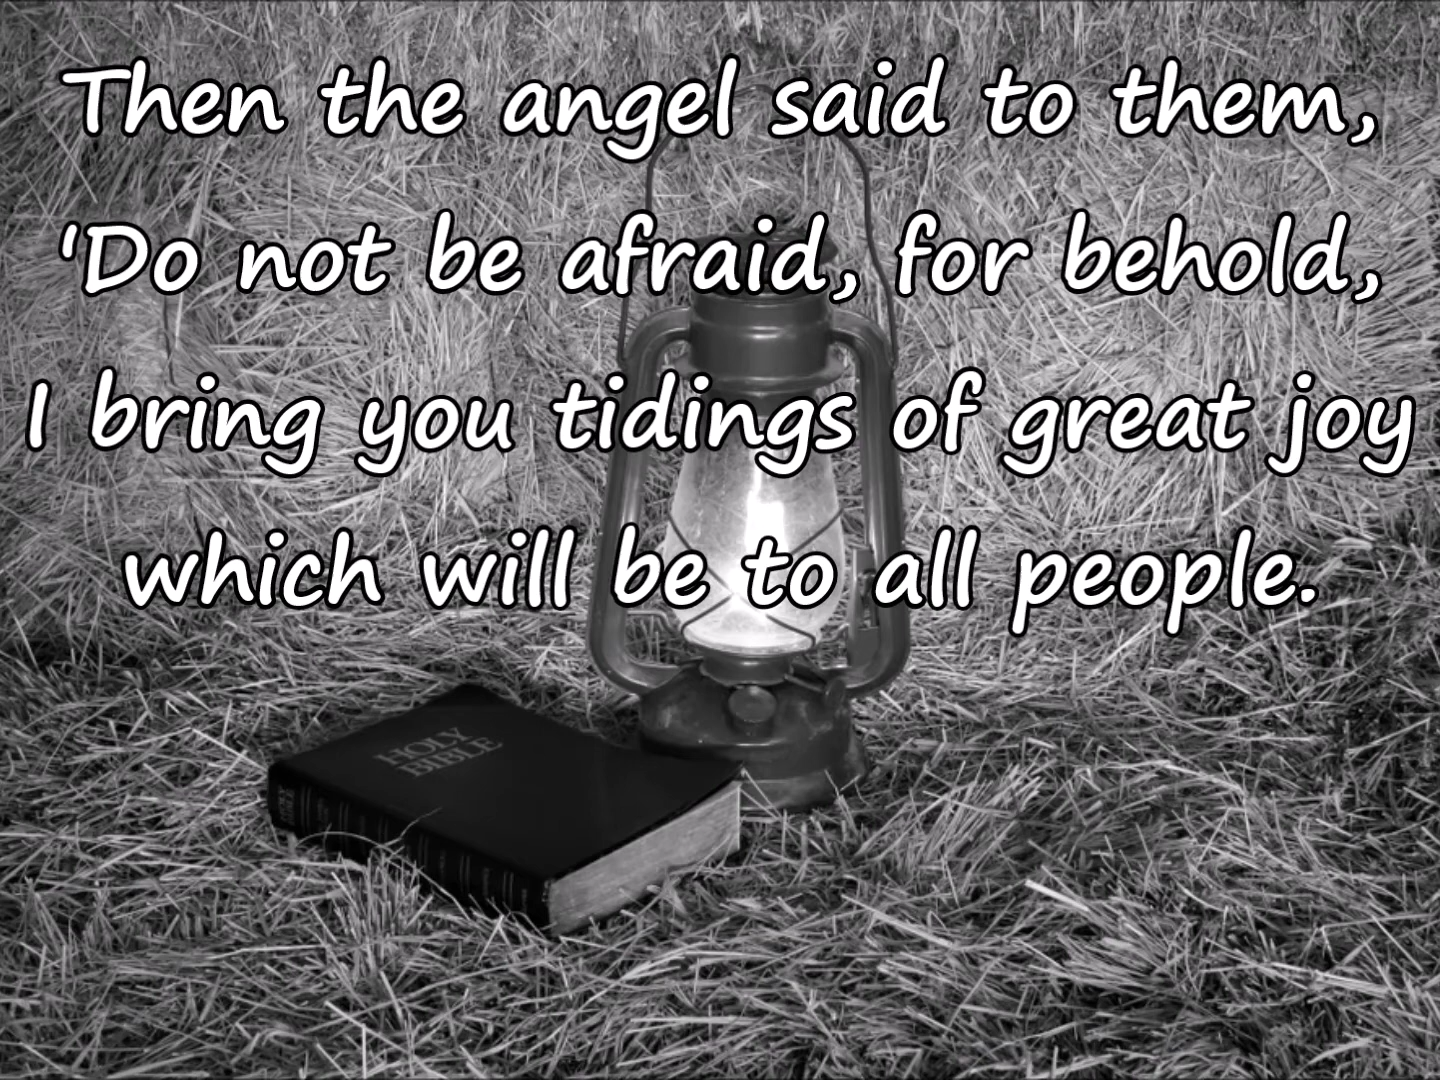 Then the angel said to them,
'Do not be afraid, for behold,
I bring you tidings of great joy
which will be to all people.
HOLY
BIBLE